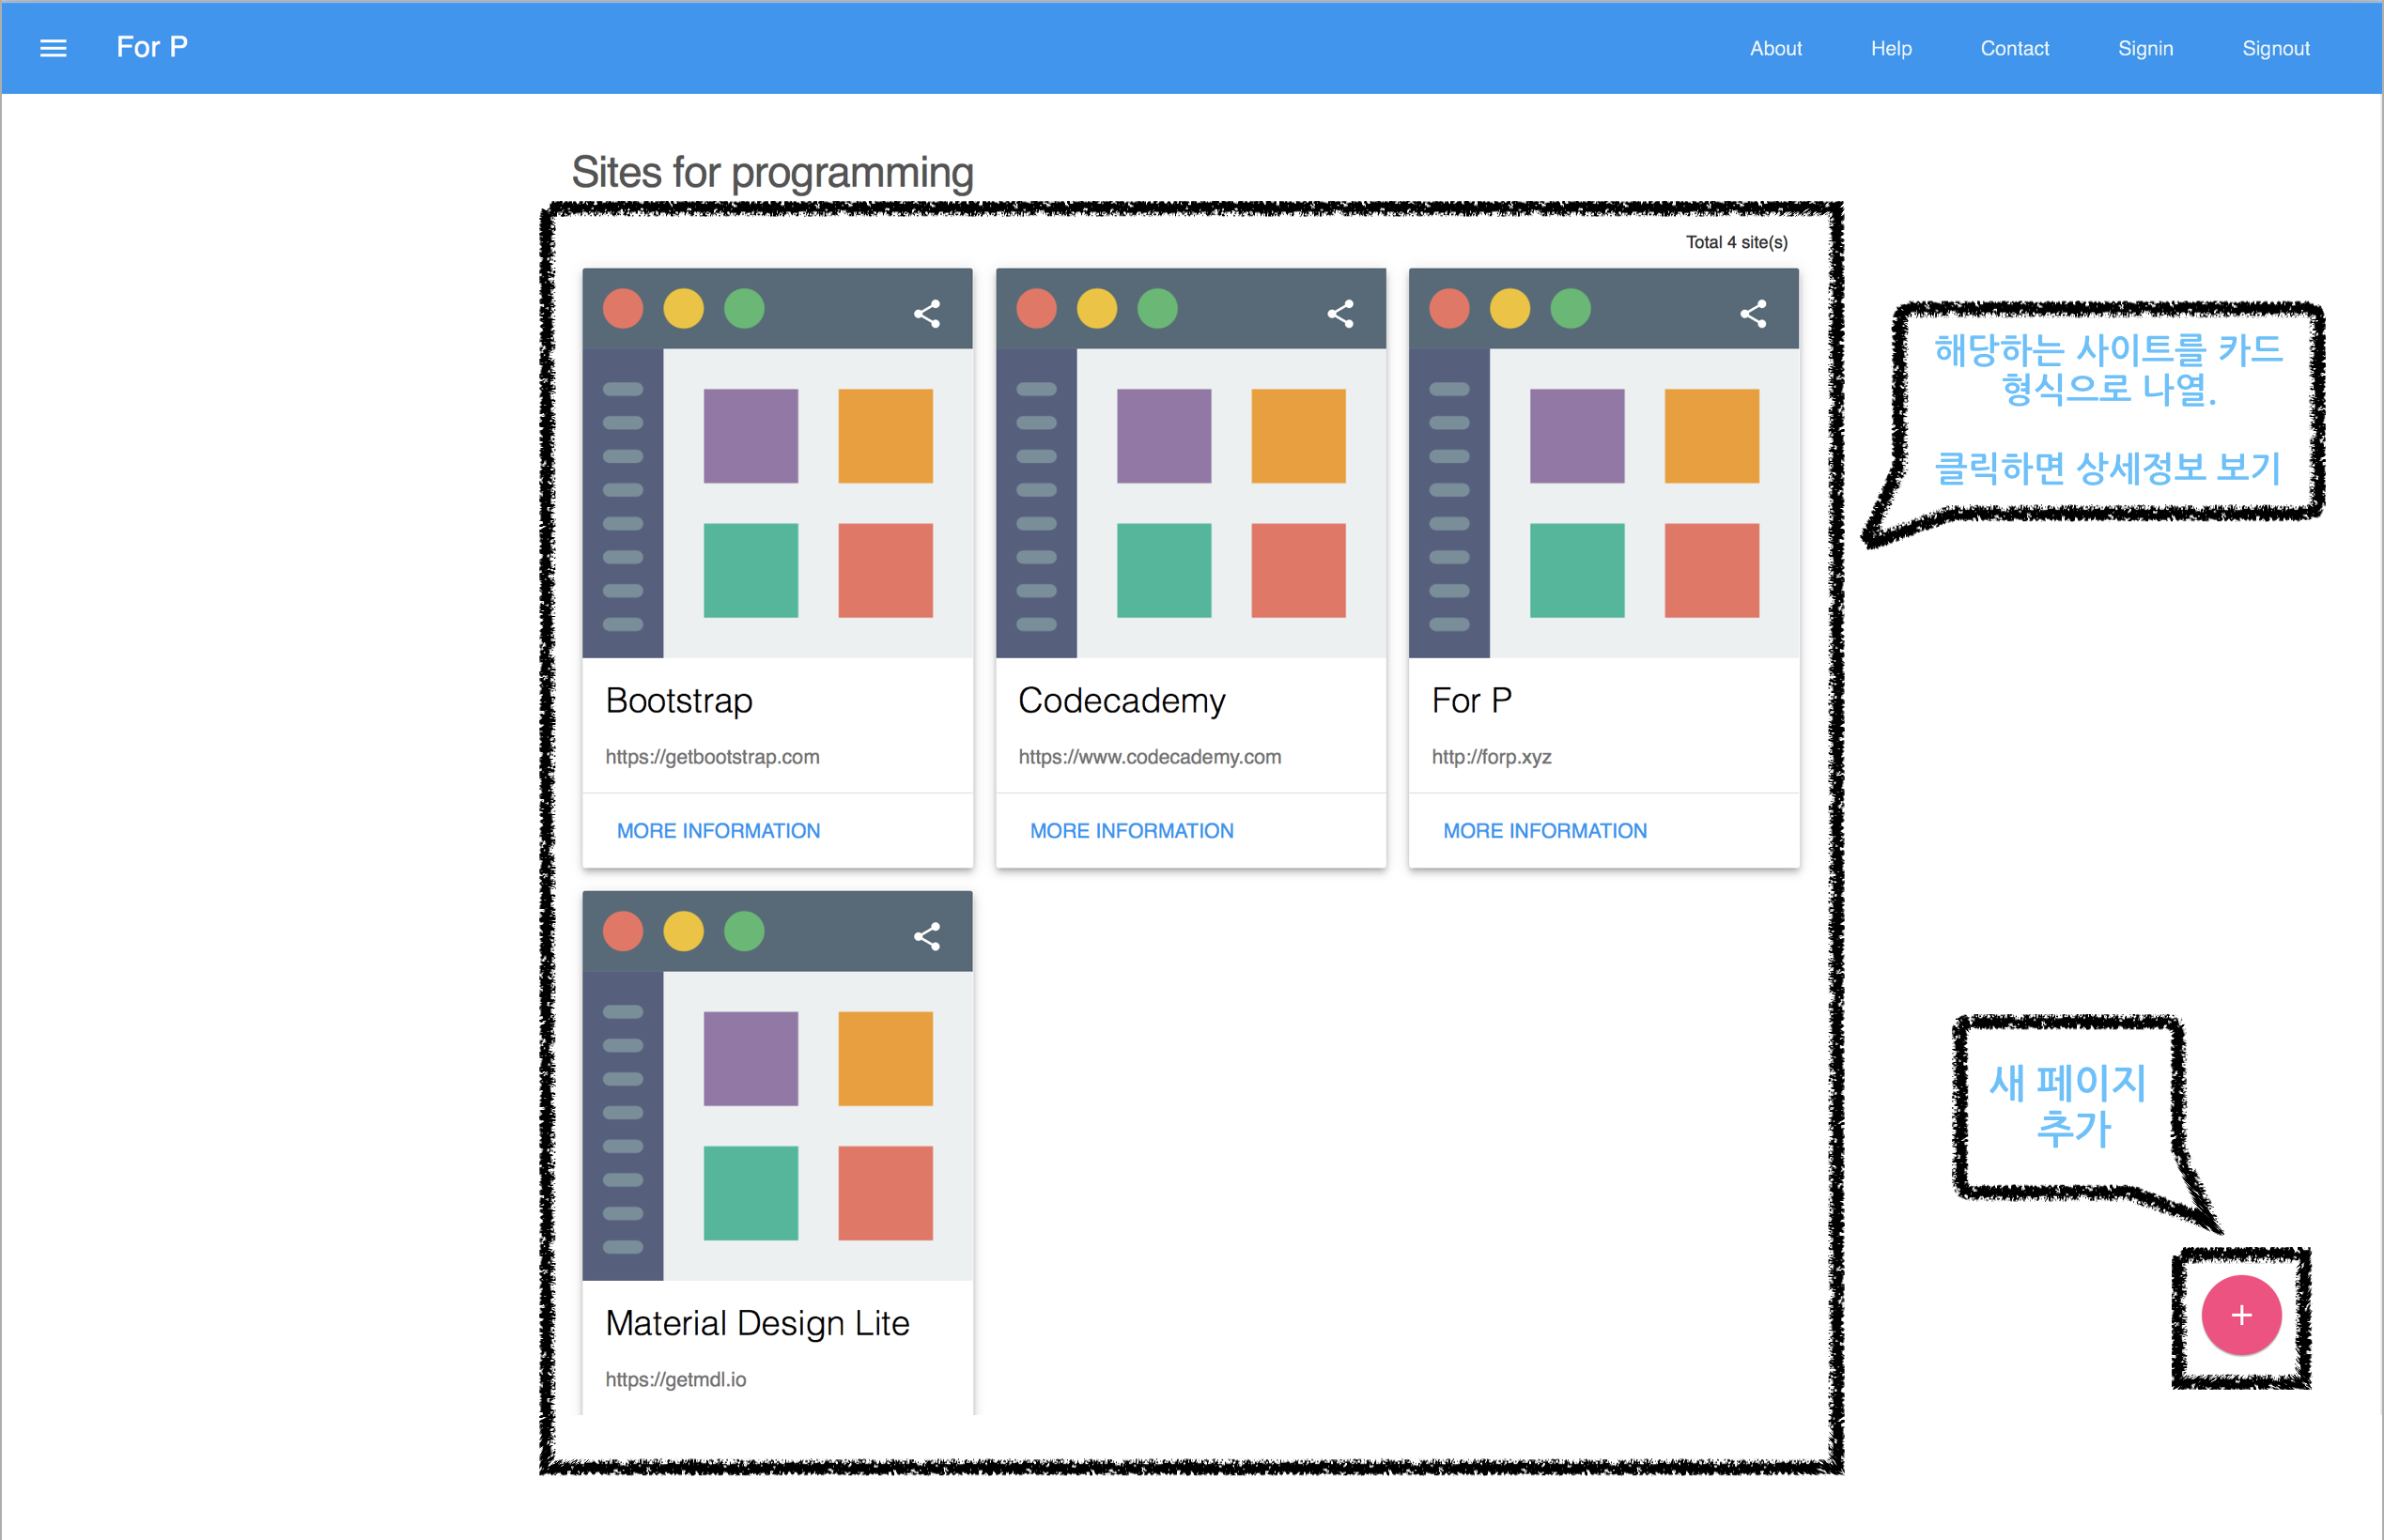 For P
About
Help
Contact
Signin
Signout
Sites for programming
Total 4 site(s)
Bootstrap
https://getbootstrap.com
MORE INFORMATION
Codecademy
https://www.codecademy.com
MORE INFORMATION
For P
http://forp.xyz
MORE INFORMATION
해당하는 사이트를 카드
형식으로 나열.
클릭하면 상세정보 보기
Material Design Lite
https://getmdl.io
새 페이지
추가